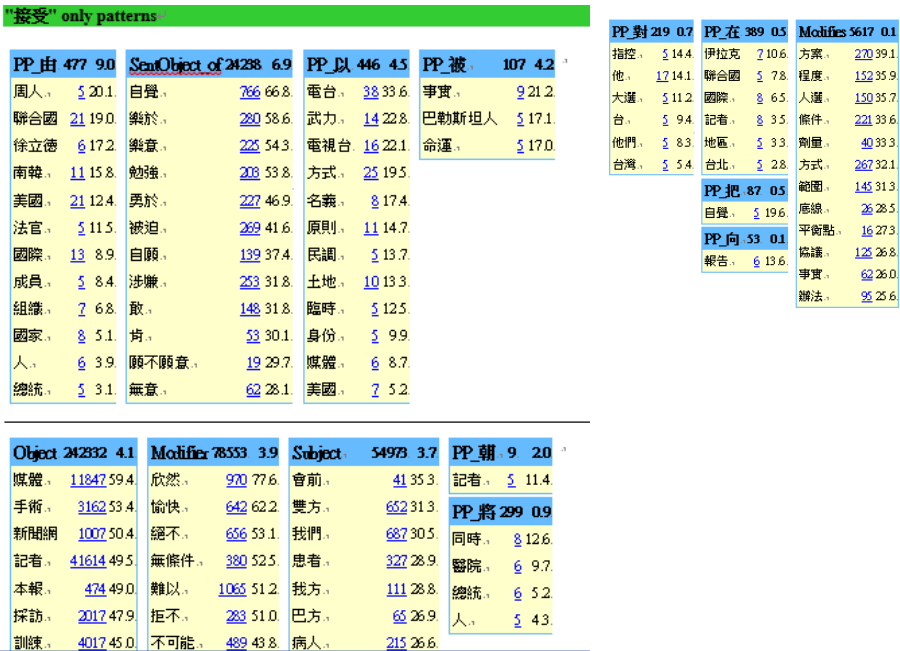 "接受" only patterns
PP_由 477 9.0
周人 5 20.1
聯合國 21 19.0
徐立德 6 17.2
南韓 11 15.8
美國 21 12.4
法官 5 11.5
國際 13 8.9
成員 5 8.4
組織 7 6.8
國家 8 5.1
人 6 3.9
總統 5 3.1
SentObject_of 24238 6.9
自覺 766 66.8
樂於 280 58.6
樂意 225 54.3
勉強 203 53.8
勇於 227 46.9
被迫 269 41.6
自願 139 37.4
涉嫌 253 31.8
敢 148 31.8
肯 53 30.1
願不願意 19 29.7
無意 62 28.1
PP_以 446 4.5
電台 38 33.6
武力 14 22.8
電視台 16 22.1
方式 25 19.5
名義 8 17.4
原則 11 14.7
民調 5 13.7
土地 10 13.3
臨時 5 12.5
身份 5 9.9
媒體 6 8.7
美國 7 5.2
PP_被 107 4.2
事實 9 21.2
巴勒斯坦人 5 17.1
命運 5 17.0
PP_對 219 0.7
指控 5 14.4
他 17 14.1
大選 5 11.2
台 5 9.4
他們 5 8.3
台灣 5 5.4
PP_在 389 0.5
伊拉克 7 10.6
聯合國 5 7.8
國際 8 6.5
記者 8 3.5
地區 5 3.3
台北 5 2.8
PP_把 87 0.5
自覺 5 19.6
PP_向 53 0.1
報告 6 13.6
Modifies 5617 0.1
方案 270 39.1
程度 152 35.9
人選 150 35.7
條件 221 33.6
劑量 40 33.3
方式 267 32.1
範圍 145 31.3
底線 26 28.5
平衡點 16 27.3
協議 125 26.8
事實 62 26.0
辦法 95 25.6
Object 242332 4.1
媒體 11847 59.4
手術 3162 53.4
新聞網 1007 50.4
記者 41614 49.5
本報 474 49.0
採訪 2017 47.9
訓練 4017 45.0
Modifier 78553 3.9
欣然 970 77.6
愉快 642 62.2
絕不 656 53.1
無條件 380 52.5
難以 1065 51.2
拒不 283 51.0
不可能 489 43.8
Subject 54973 3.7
會前 41 35.3
雙方 652 31.3
我們 687 30.5
患者 327 28.9
我方 111 28.8
巴方 65 26.9
病人 215 26.6
PP_朝 9 2.0
記者 5 11.4
PP_將 299 0.9
同時 8 12.6
醫院 6 9.7
總統 6 5.2
人 5 4.3